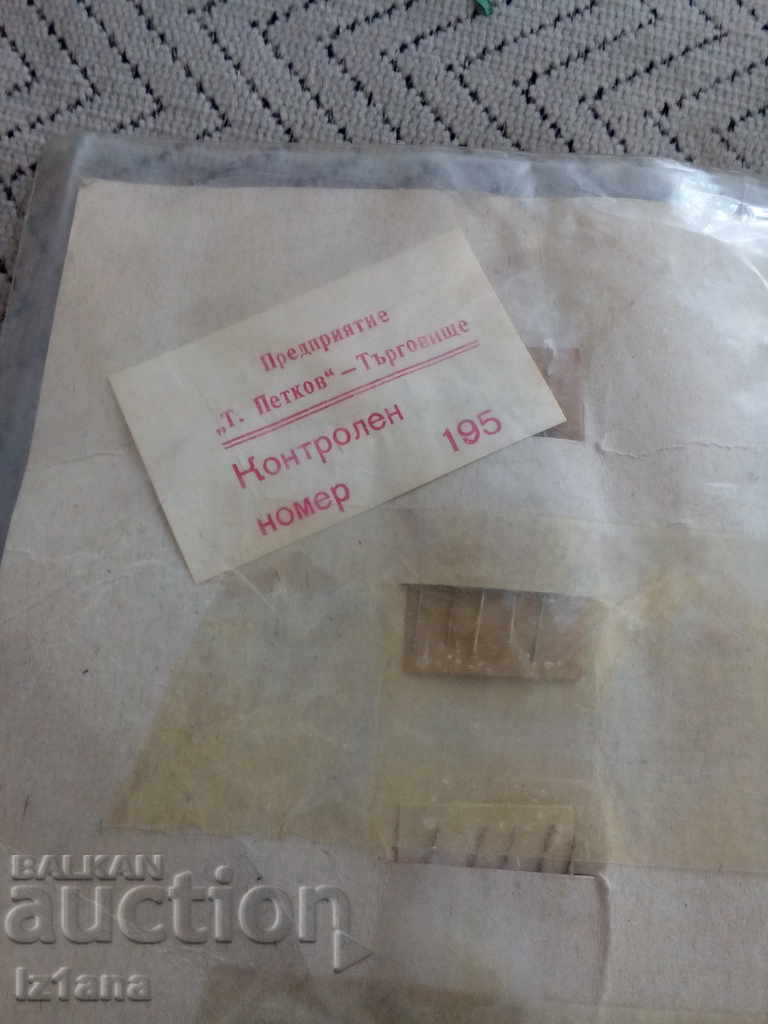 Предприятие
„Т. Петков“ – Търговище
Контролен
номер 195
BALKAN
auction
Iz1ana